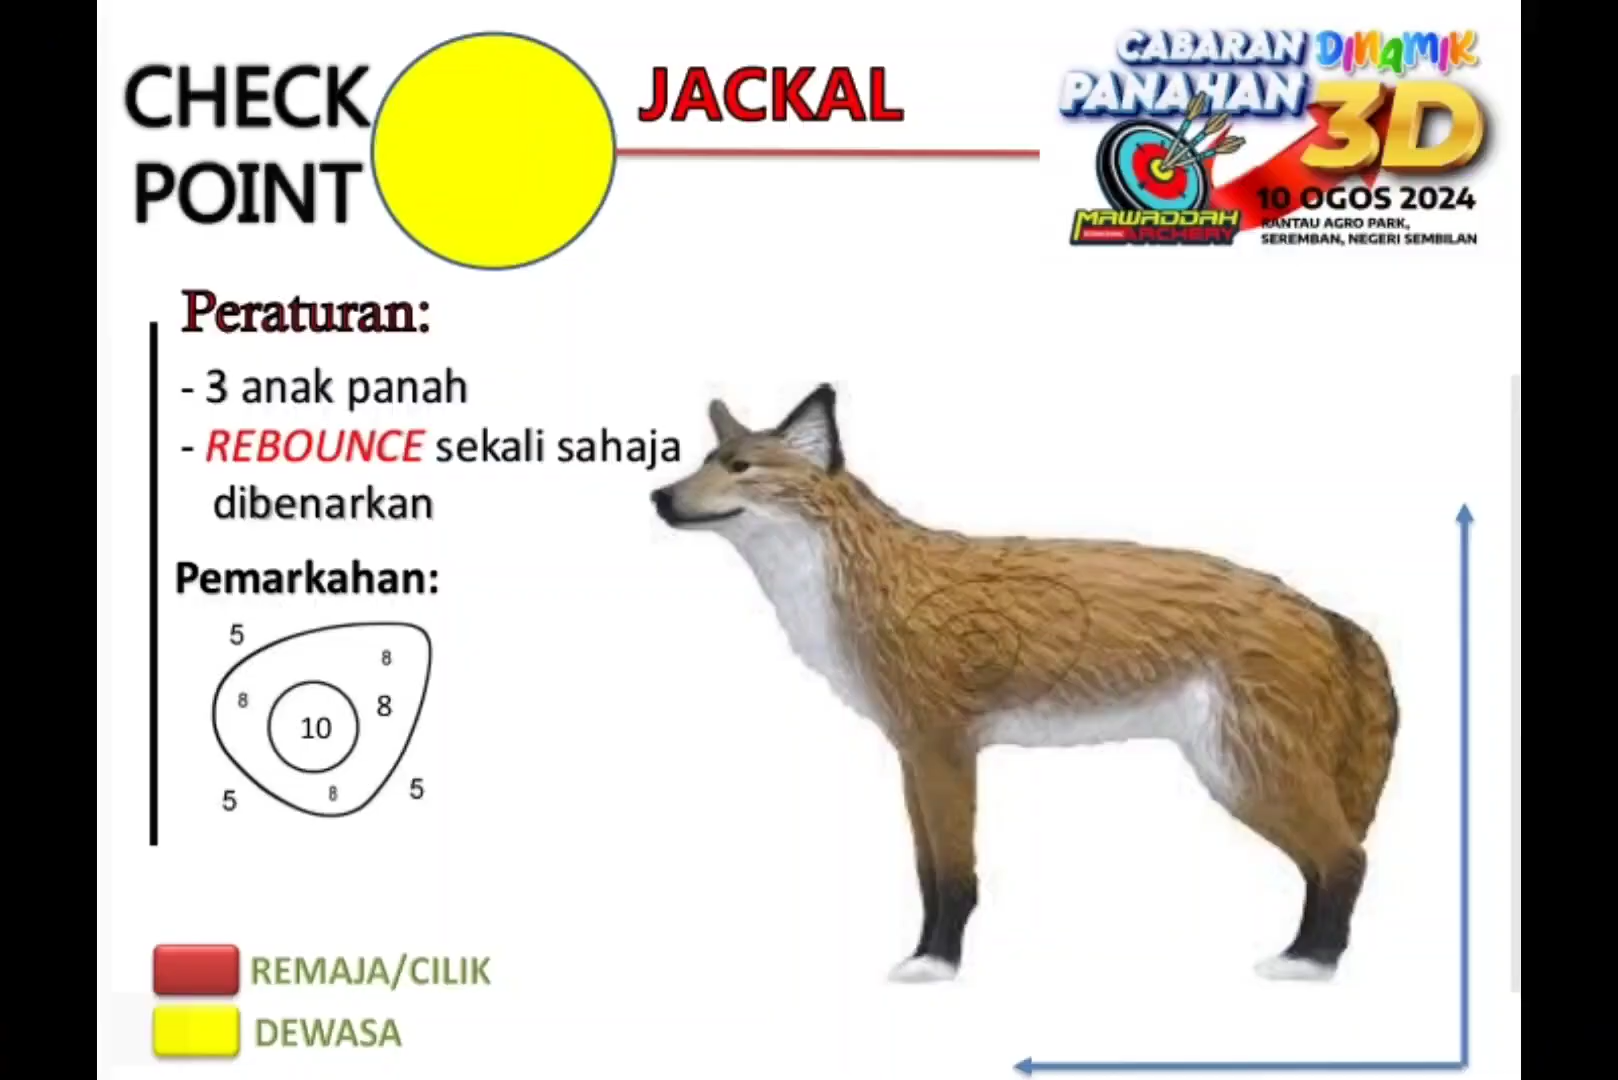 CHECK
POINT
JACKAL
CABARAN DINAMIK
PANAHAN 3D
MAWADDAH
ARCHERY
10 OGOS 2024
RANTAU AGRO PARK,
SEREMBAN, NEGERI SEMBILAN
Peraturan:
- 3 anak panah
- REBOUNCE sekali sahaja
dibenarkan
Pemarkahan:
5
8
8
8
10
8
5
5
REMAJA/CILIK
DEWASA